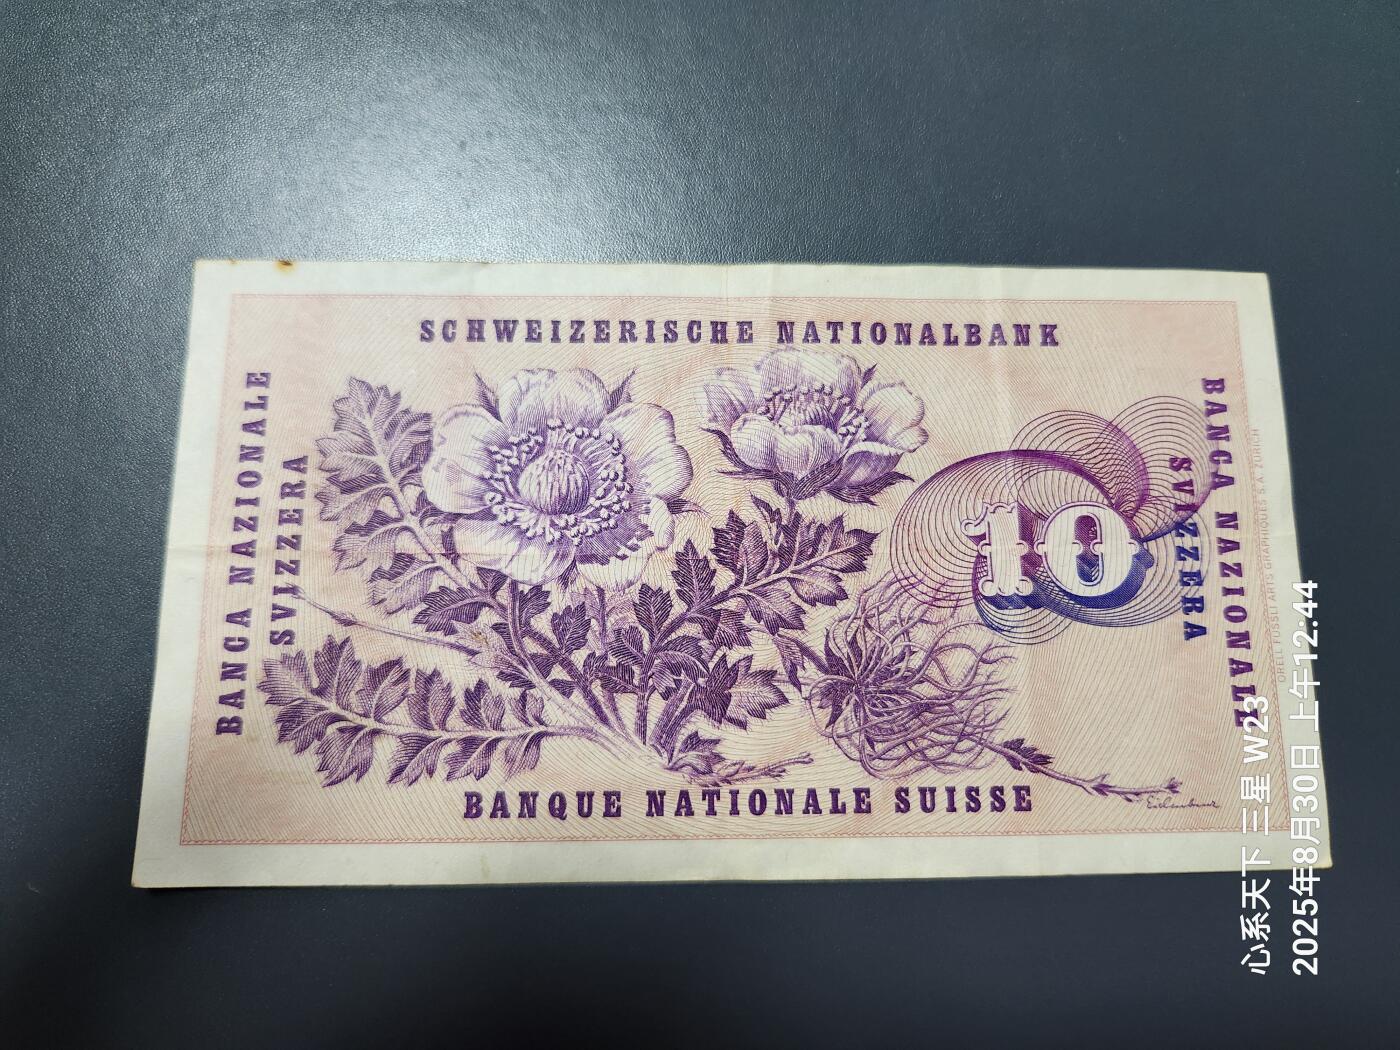 SCHWEIZERISCHE NATIONALBANK
BANCA NAZIONALE
SVIZZERA
10
BANCA NAZIONALE
SVIZZERA
ORELL FÜSSLI ARTS GRAPHIQUES S.A. ZURICH
BANQUE NATIONALE SUISSE
心系天下三星 W23
2025年8月30日 上午12:44